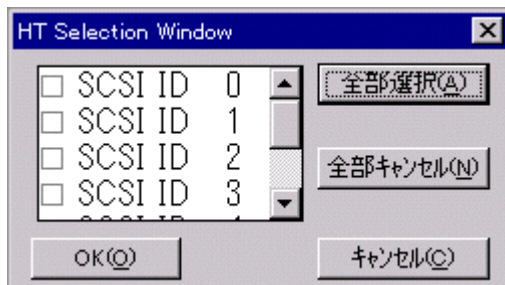 HT Selection Window
SCSI ID 0
SCSI ID 1
SCSI ID 2
SCSI ID 3
全部選択(A)
全部ｷｬﾝｾﾙ(N)
OK(O)
ｷｬﾝｾﾙ(C)